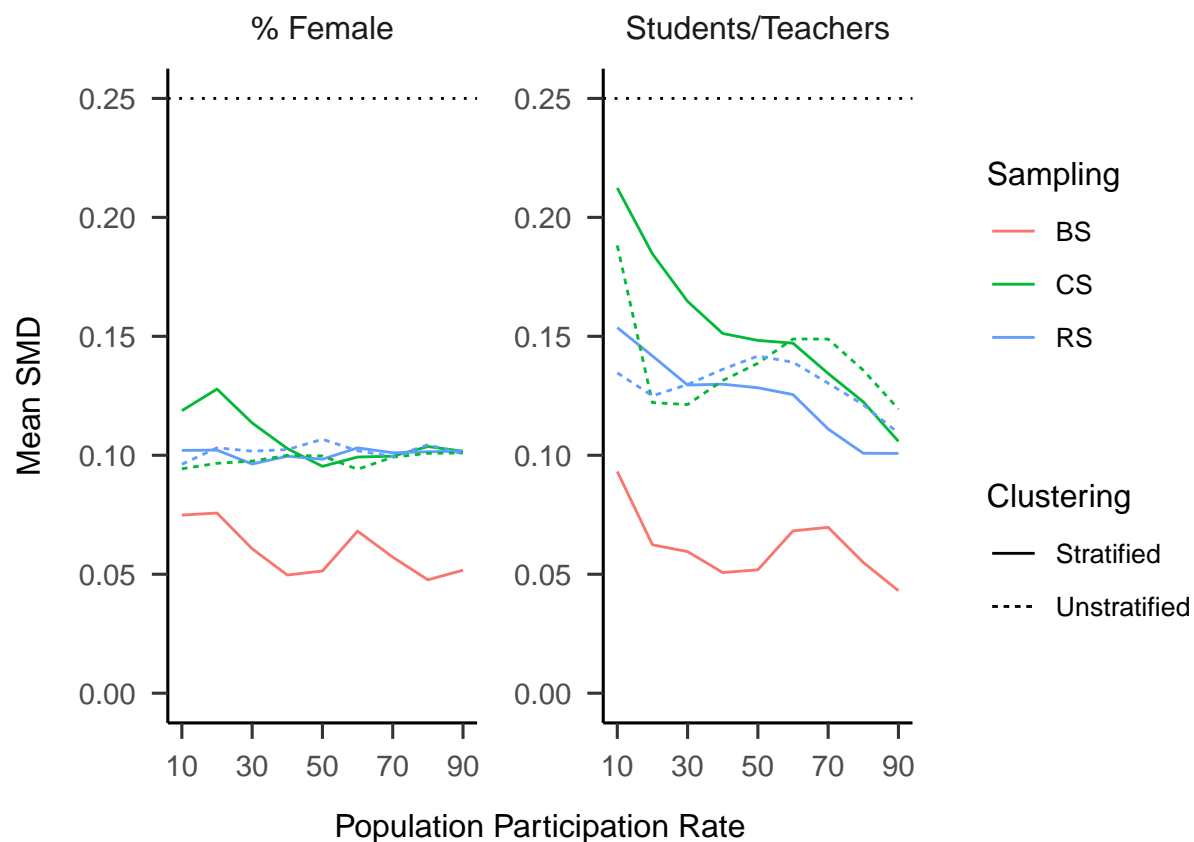 % Female
Students/Teachers
Mean SMD
0.25
0.20
0.15
0.10
0.05
0.00
10 30 50 70 90
0.25
0.20
0.15
0.10
0.05
0.00
10 30 50 70 90
Population Participation Rate
Sampling
BS
CS
RS
Clustering
Stratified
Unstratified